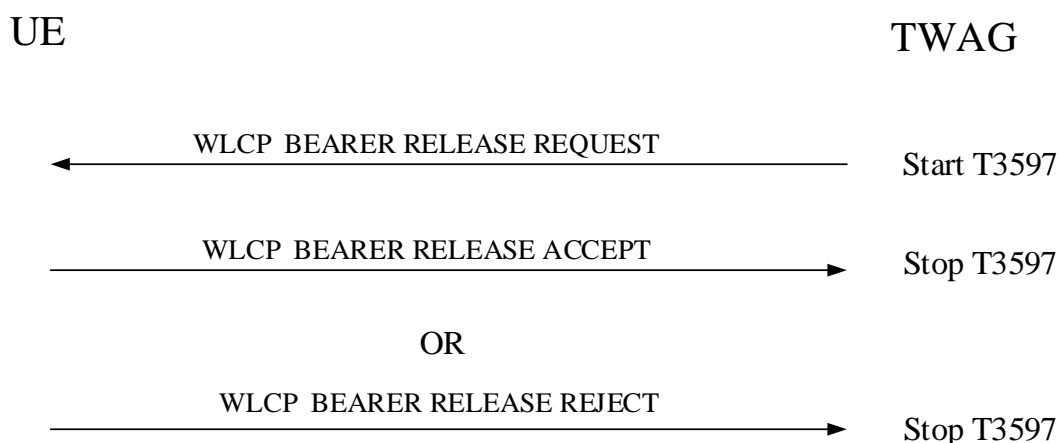 UE
TWAG
WLCP BEARER RELEASE REQUEST
Start T3597
WLCP BEARER RELEASE ACCEPT
Stop T3597
OR
WLCP BEARER RELEASE REJECT
Stop T3597